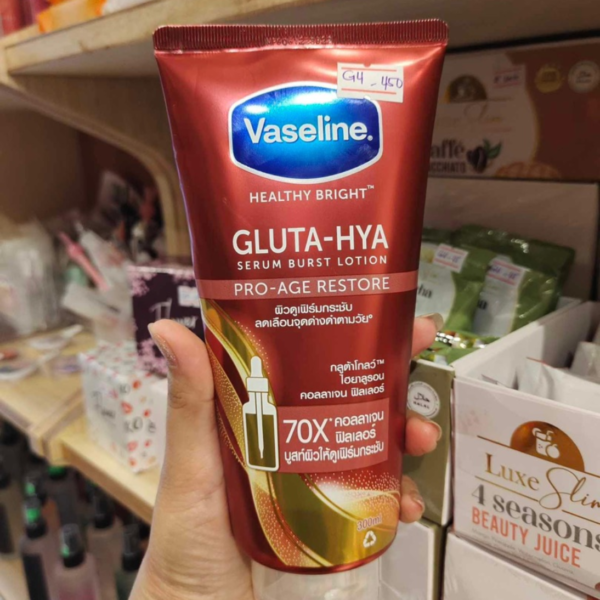 G4 - 450
Vaseline.
HEALTHY BRIGHT™
GLUTA-HYA
SERUM BURST LOTION
PRO-AGE RESTORE
ผิวดูเฟิร์มกระชับ
ลดเลือนจุดด่างดำตามวัย°
กลูต้าโกลว์™
ไฮยาลูรอน
คอลลาเจน ฟิลเลอร์
70X* คอลลาเจน
ฟิลเลอร์
บูสท์ผิวให้ดูเฟิร์มกระชับ
300ml
HALAL
Luxe Slim
4 seasons
BEAUTY JUICE